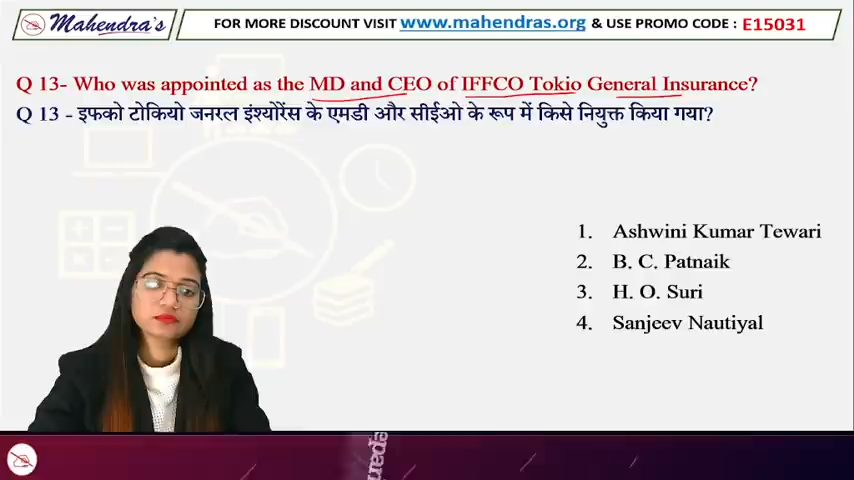 Mahendra's
FOR MORE DISCOUNT VISIT www.mahendras.org & USE PROMO CODE : E15031
Q 13- Who was appointed as the MD and CEO of IFFCO Tokio General Insurance?
Q 13 - इफको टोकियो जनरल इंश्योरेंस के एमडी और सीईओ के रूप में किसे नियुक्त किया गया?
1. Ashwini Kumar Tewari
2. B. C. Patnaik
3. H. O. Suri
4. Sanjeev Nautiyal